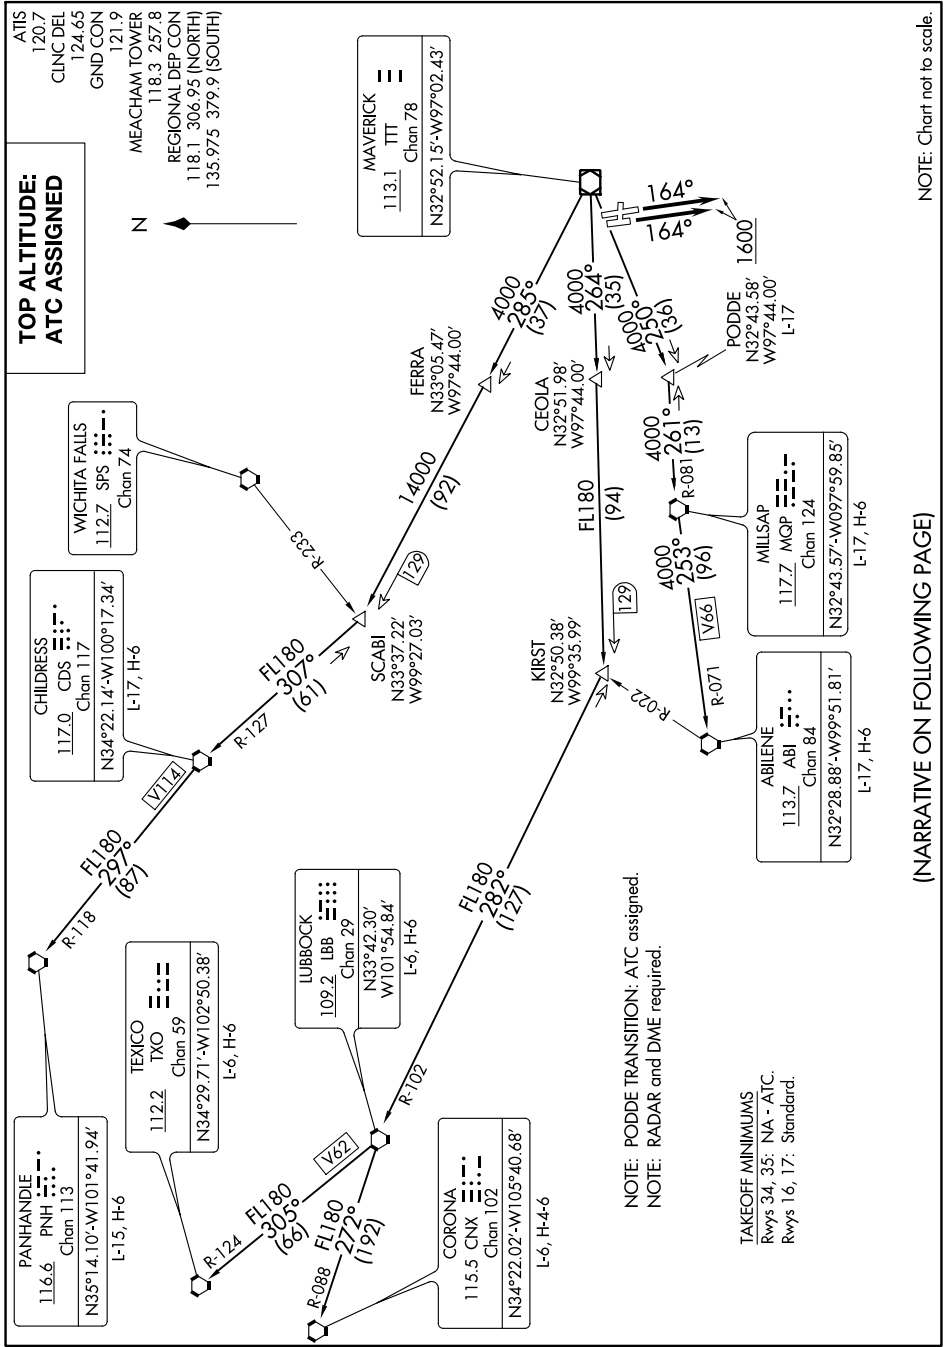 TOP ALTITUDE:
ATC ASSIGNED
ATIS
120.7
CLNC DEL
124.65
GND CON
121.9
MEACHAM TOWER
118.3 257.8
REGIONAL DEP CON
118.1 306.95 (NORTH)
135.975 379.9 (SOUTH)
N
MAVERICK
113.1 TTT
Chan 78
N32°52.15′-W97°02.43′
WICHITA FALLS
112.7 SPS
Chan 74
CHILDRESS
117.0 CDS
Chan 117
N34°22.14′-W100°17.34′
L-17, H-6
PANHANDLE
116.6 PNH
Chan 113
N35°14.10′-W101°41.94′
L-15, H-6
TEXICO
112.2 TXO
Chan 59
N34°29.71′-W102°50.38′
L-6, H-6
LUBBOCK
109.2 LBB
Chan 29
N33°42.30′
W101°54.84′
L-6, H-6
CORONA
115.5 CNX
Chan 102
N34°22.02′-W105°40.68′
L-6, H-4-6
ABILENE
113.7 ABI
Chan 84
N32°28.88′-W99°51.81′
L-17, H-6
MILLSAP
117.7 MQP
Chan 124
N32°43.57′-W097°59.85′
L-17, H-6
FERRA
N33°05.47′
W97°44.00′
CEOLA
N32°51.98′
W97°44.00′
PODDE
N32°43.58′
W97°44.00′
L-17
SCABI
N33°37.22′
W99°27.03′
KIRST
N32°50.38′
W99°35.99′
164°
164°
1600
4000
285°
(37)
4000
264°
(35)
4000
250°
(36)
14000
(92)
129
R-233
FL180
(94)
129
4000
261°
(13)
R-081
4000
253°
(96)
V66
R-071
R-022
FL180
307°
(61)
R-127
V114
FL180
297°
(87)
R-118
FL180
282°
(127)
R-102
V62
FL180
305°
(66)
R-124
FL180
272°
(192)
R-088
NOTE: PODDE TRANSITION: ATC assigned.
NOTE: RADAR and DME required.
TAKEOFF MINIMUMS
Rwys 34, 35: NA - ATC.
Rwys 16, 17: Standard.
NOTE: Chart not to scale.
(NARRATIVE ON FOLLOWING PAGE)